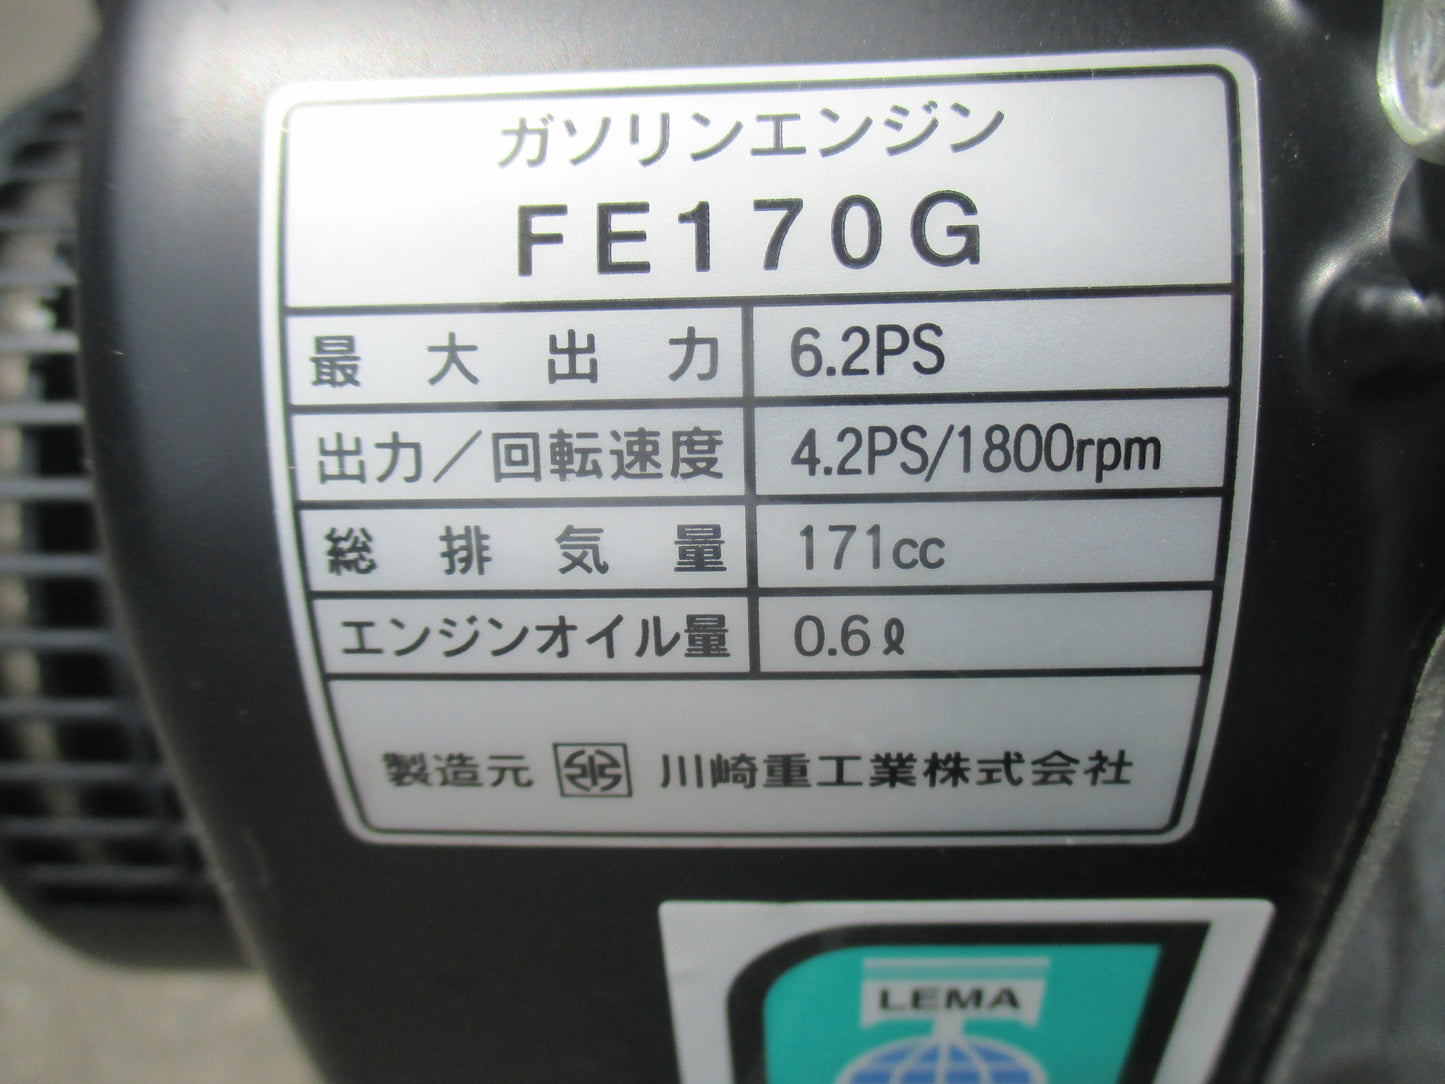 ガソリンエンジン
FE170G
最大出力 6.2PS
出力／回転速度 4.2PS/1800rpm
総排気量 171cc
エンジンオイル量 0.6ℓ
製造元 川崎重工業株式会社
LEMA